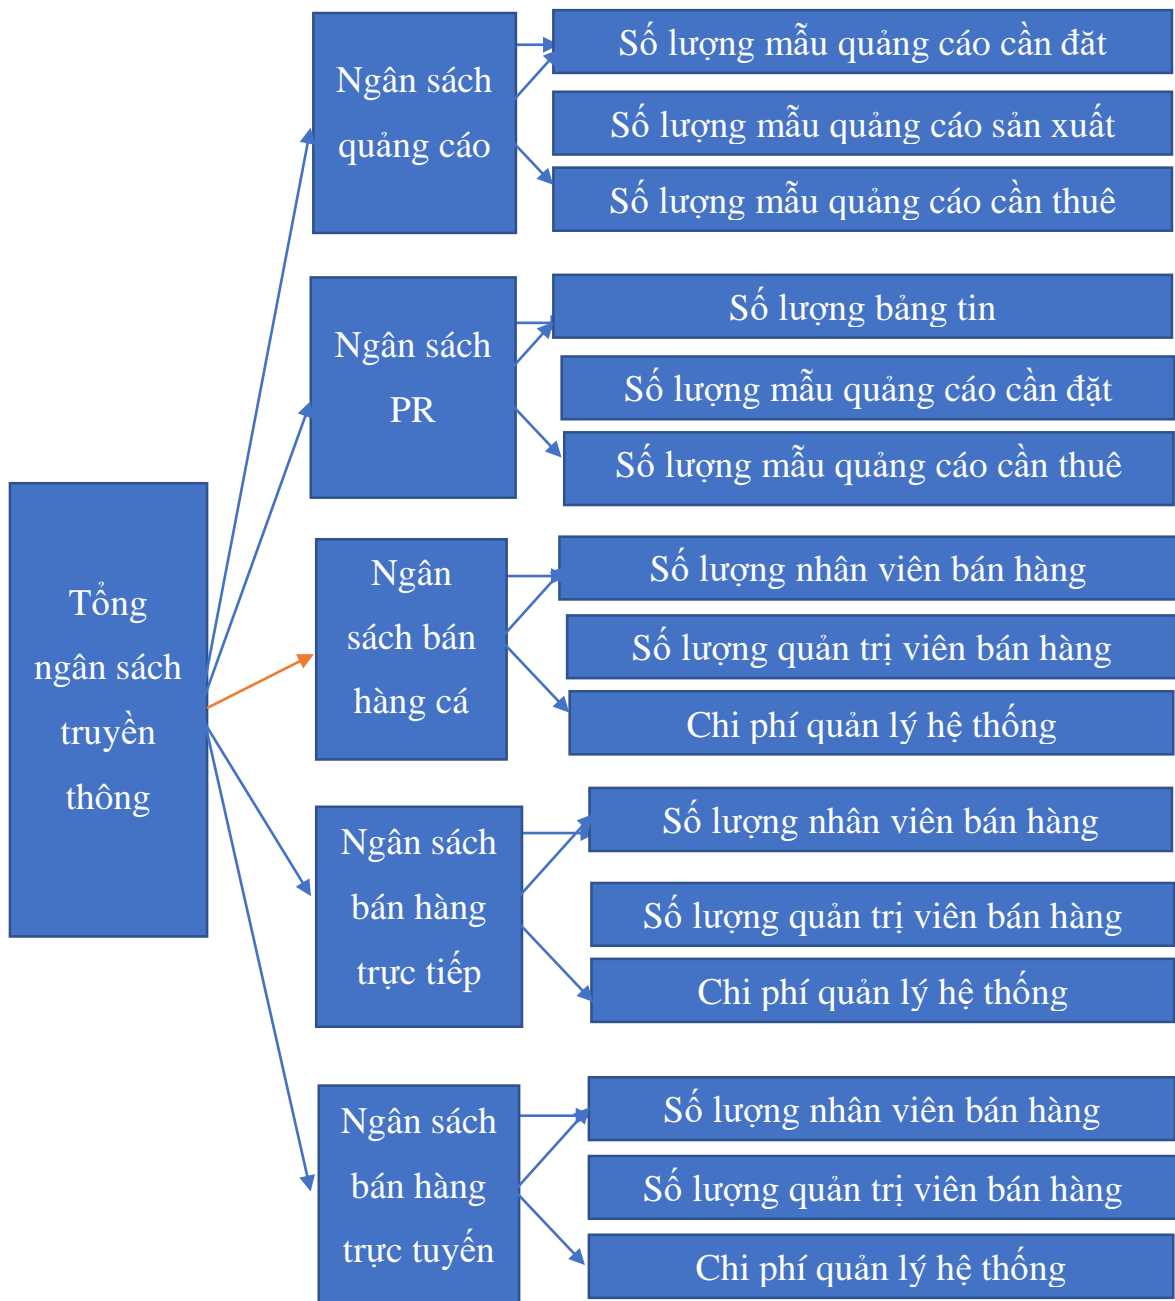 Tổng
ngân sách
truyền
thông
Ngân sách
quảng cáo
Số lượng mẫu quảng cáo cần đăt
Số lượng mẫu quảng cáo sản xuất
Số lượng mẫu quảng cáo cần thuê
Ngân sách
PR
Số lượng bảng tin
Số lượng mẫu quảng cáo cần đặt
Số lượng mẫu quảng cáo cần thuê
Ngân
sách bán
hàng cá
Số lượng nhân viên bán hàng
Số lượng quản trị viên bán hàng
Chi phí quản lý hệ thống
Ngân sách
bán hàng
trực tiếp
Số lượng nhân viên bán hàng
Số lượng quản trị viên bán hàng
Chi phí quản lý hệ thống
Ngân sách
bán hàng
trực tuyến
Số lượng nhân viên bán hàng
Số lượng quản trị viên bán hàng
Chi phí quản lý hệ thống